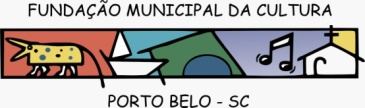 FUNDAÇÃO MUNICIPAL DA CULTURA
PORTO BELO - SC